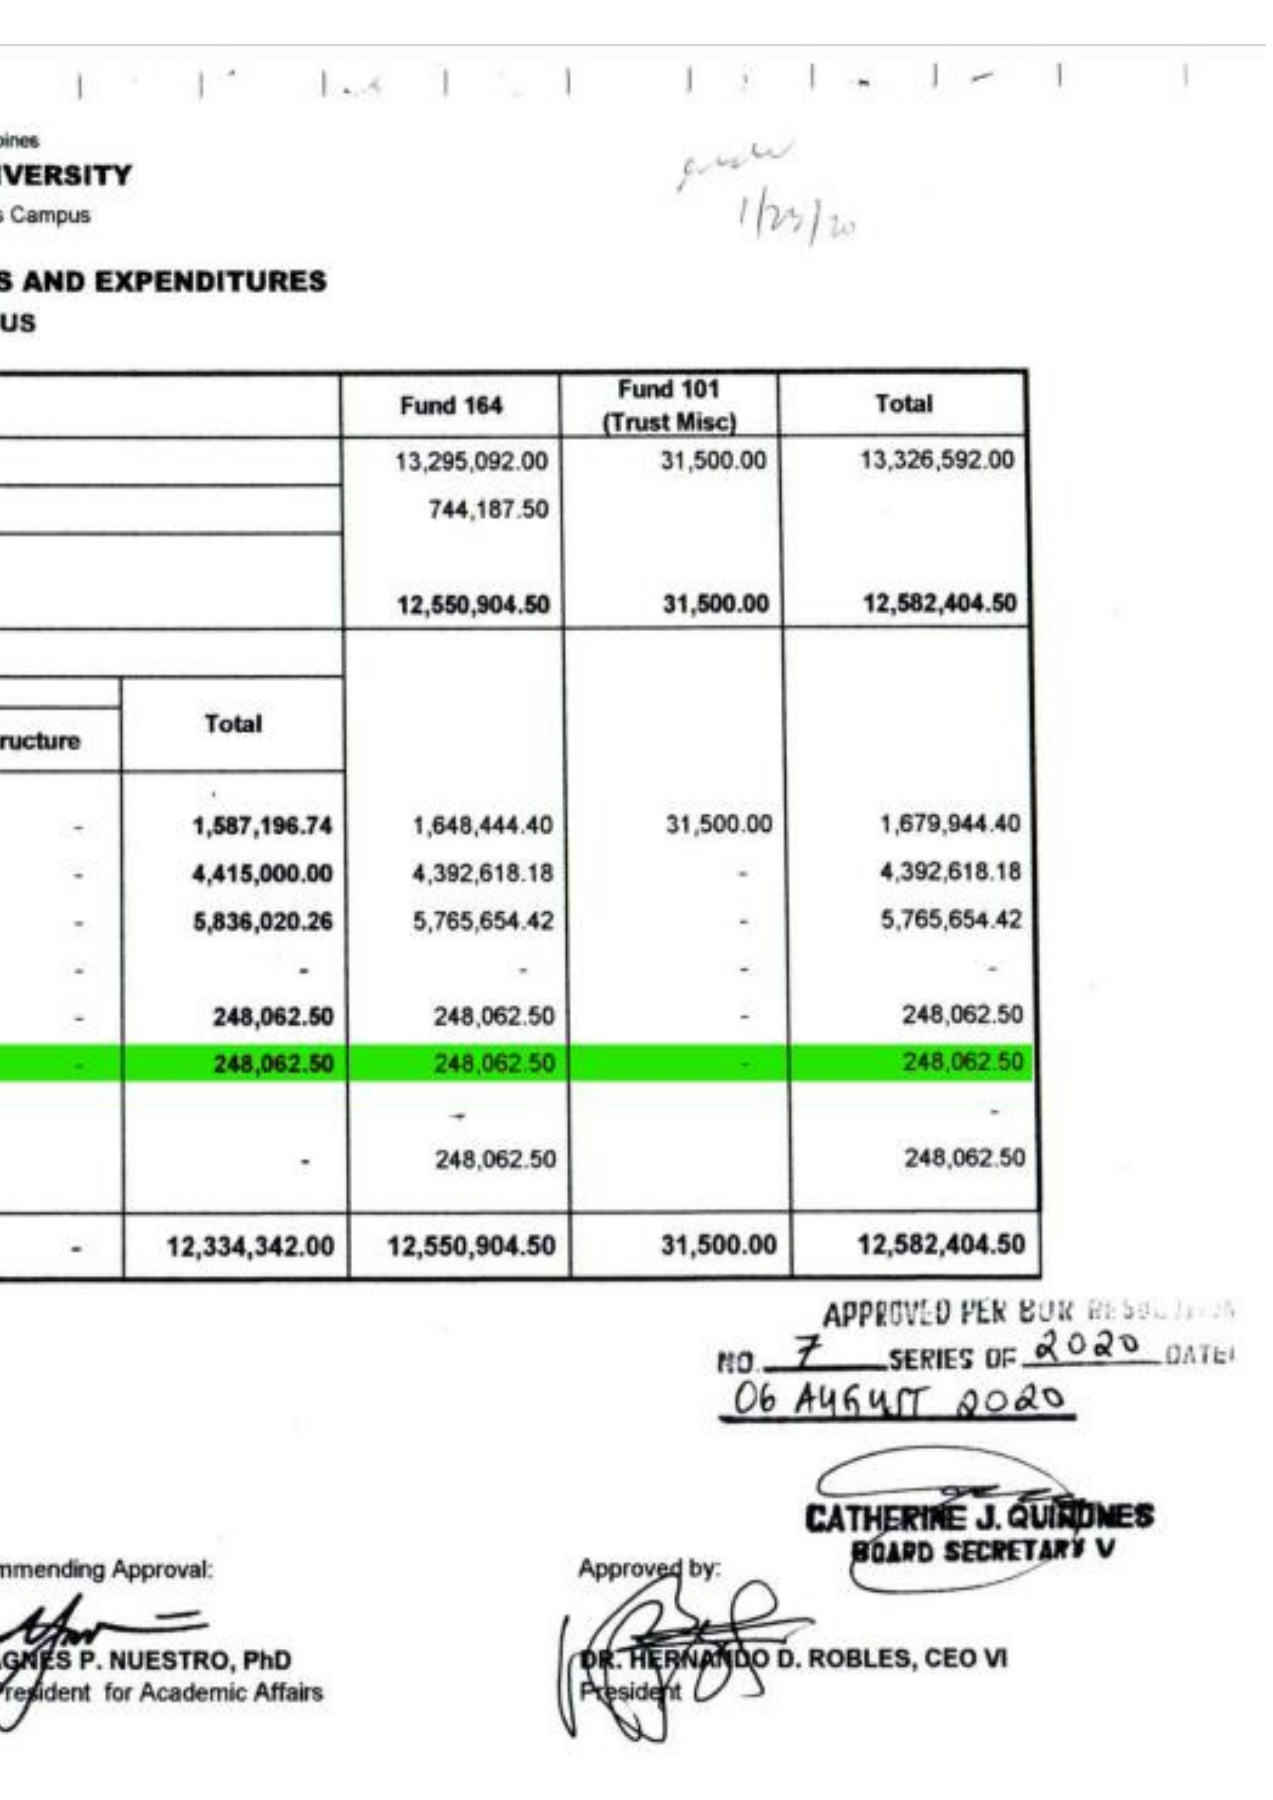 pines
IVERSITY
s Campus
1/23/20
S AND EXPENDITURES
US
Fund 164 Fund 101 (Trust Misc) Total
13,295,092.00 31,500.00 13,326,592.00
744,187.50
12,550,904.50 31,500.00 12,582,404.50
ructure Total
- 1,587,196.74 1,648,444.40 31,500.00 1,679,944.40
- 4,415,000.00 4,392,618.18 - 4,392,618.18
- 5,836,020.26 5,765,654.42 - 5,765,654.42
- - - - -
- 248,062.50 248,062.50 - 248,062.50
- 248,062.50 248,062.50 - 248,062.50
- -
- 248,062.50 248,062.50
- 12,334,342.00 12,550,904.50 31,500.00 12,582,404.50
APPROVED PER BOR RESOLUTION
NO. 7 SERIES OF 2020 DATE:
06 AUGUST 2020
CATHERINE J. QUIÑONES
BOARD SECRETARY V
mmending Approval: Approved by:
AGNES P. NUESTRO, PhD DR. HERNANDO D. ROBLES, CEO VI
President for Academic Affairs President